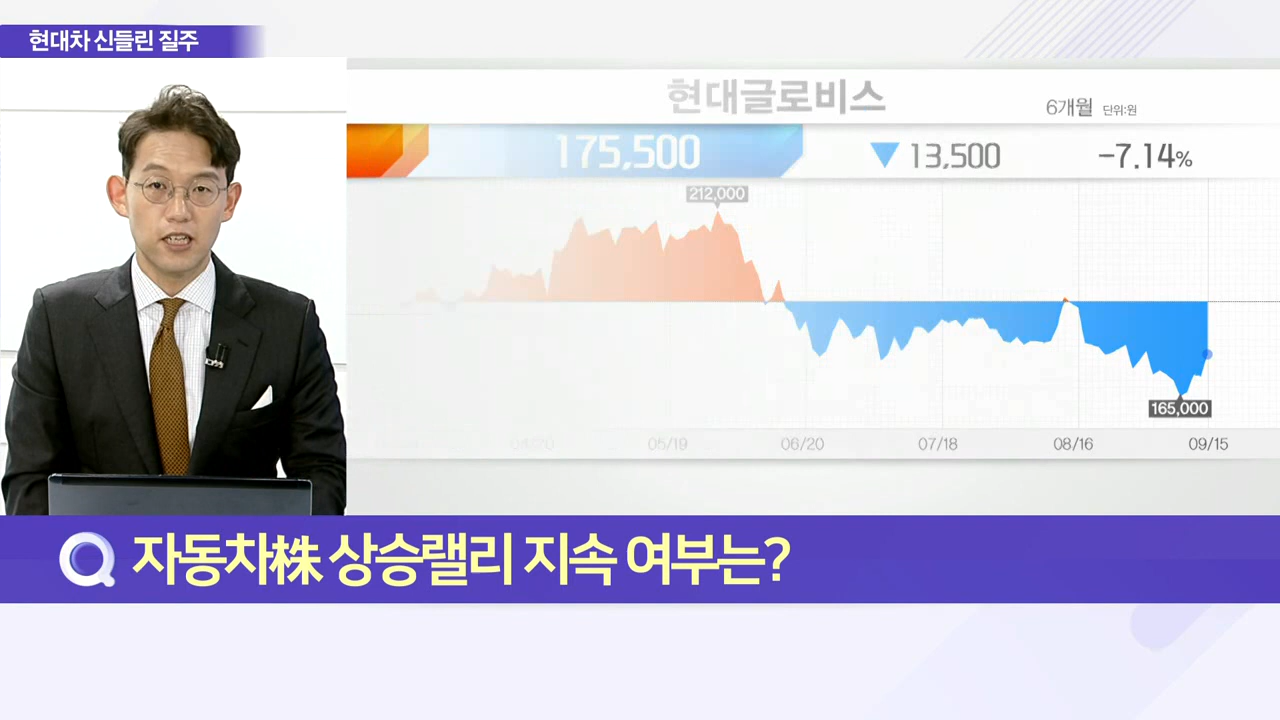 현대차 신들린 질주
현대글로비스
6개월 단위:원
175,500 ▼ 13,500 -7.14%
212,000
165,000
04/20 05/19 06/20 07/18 08/16 09/15
자동차株 상승랠리 지속 여부는?